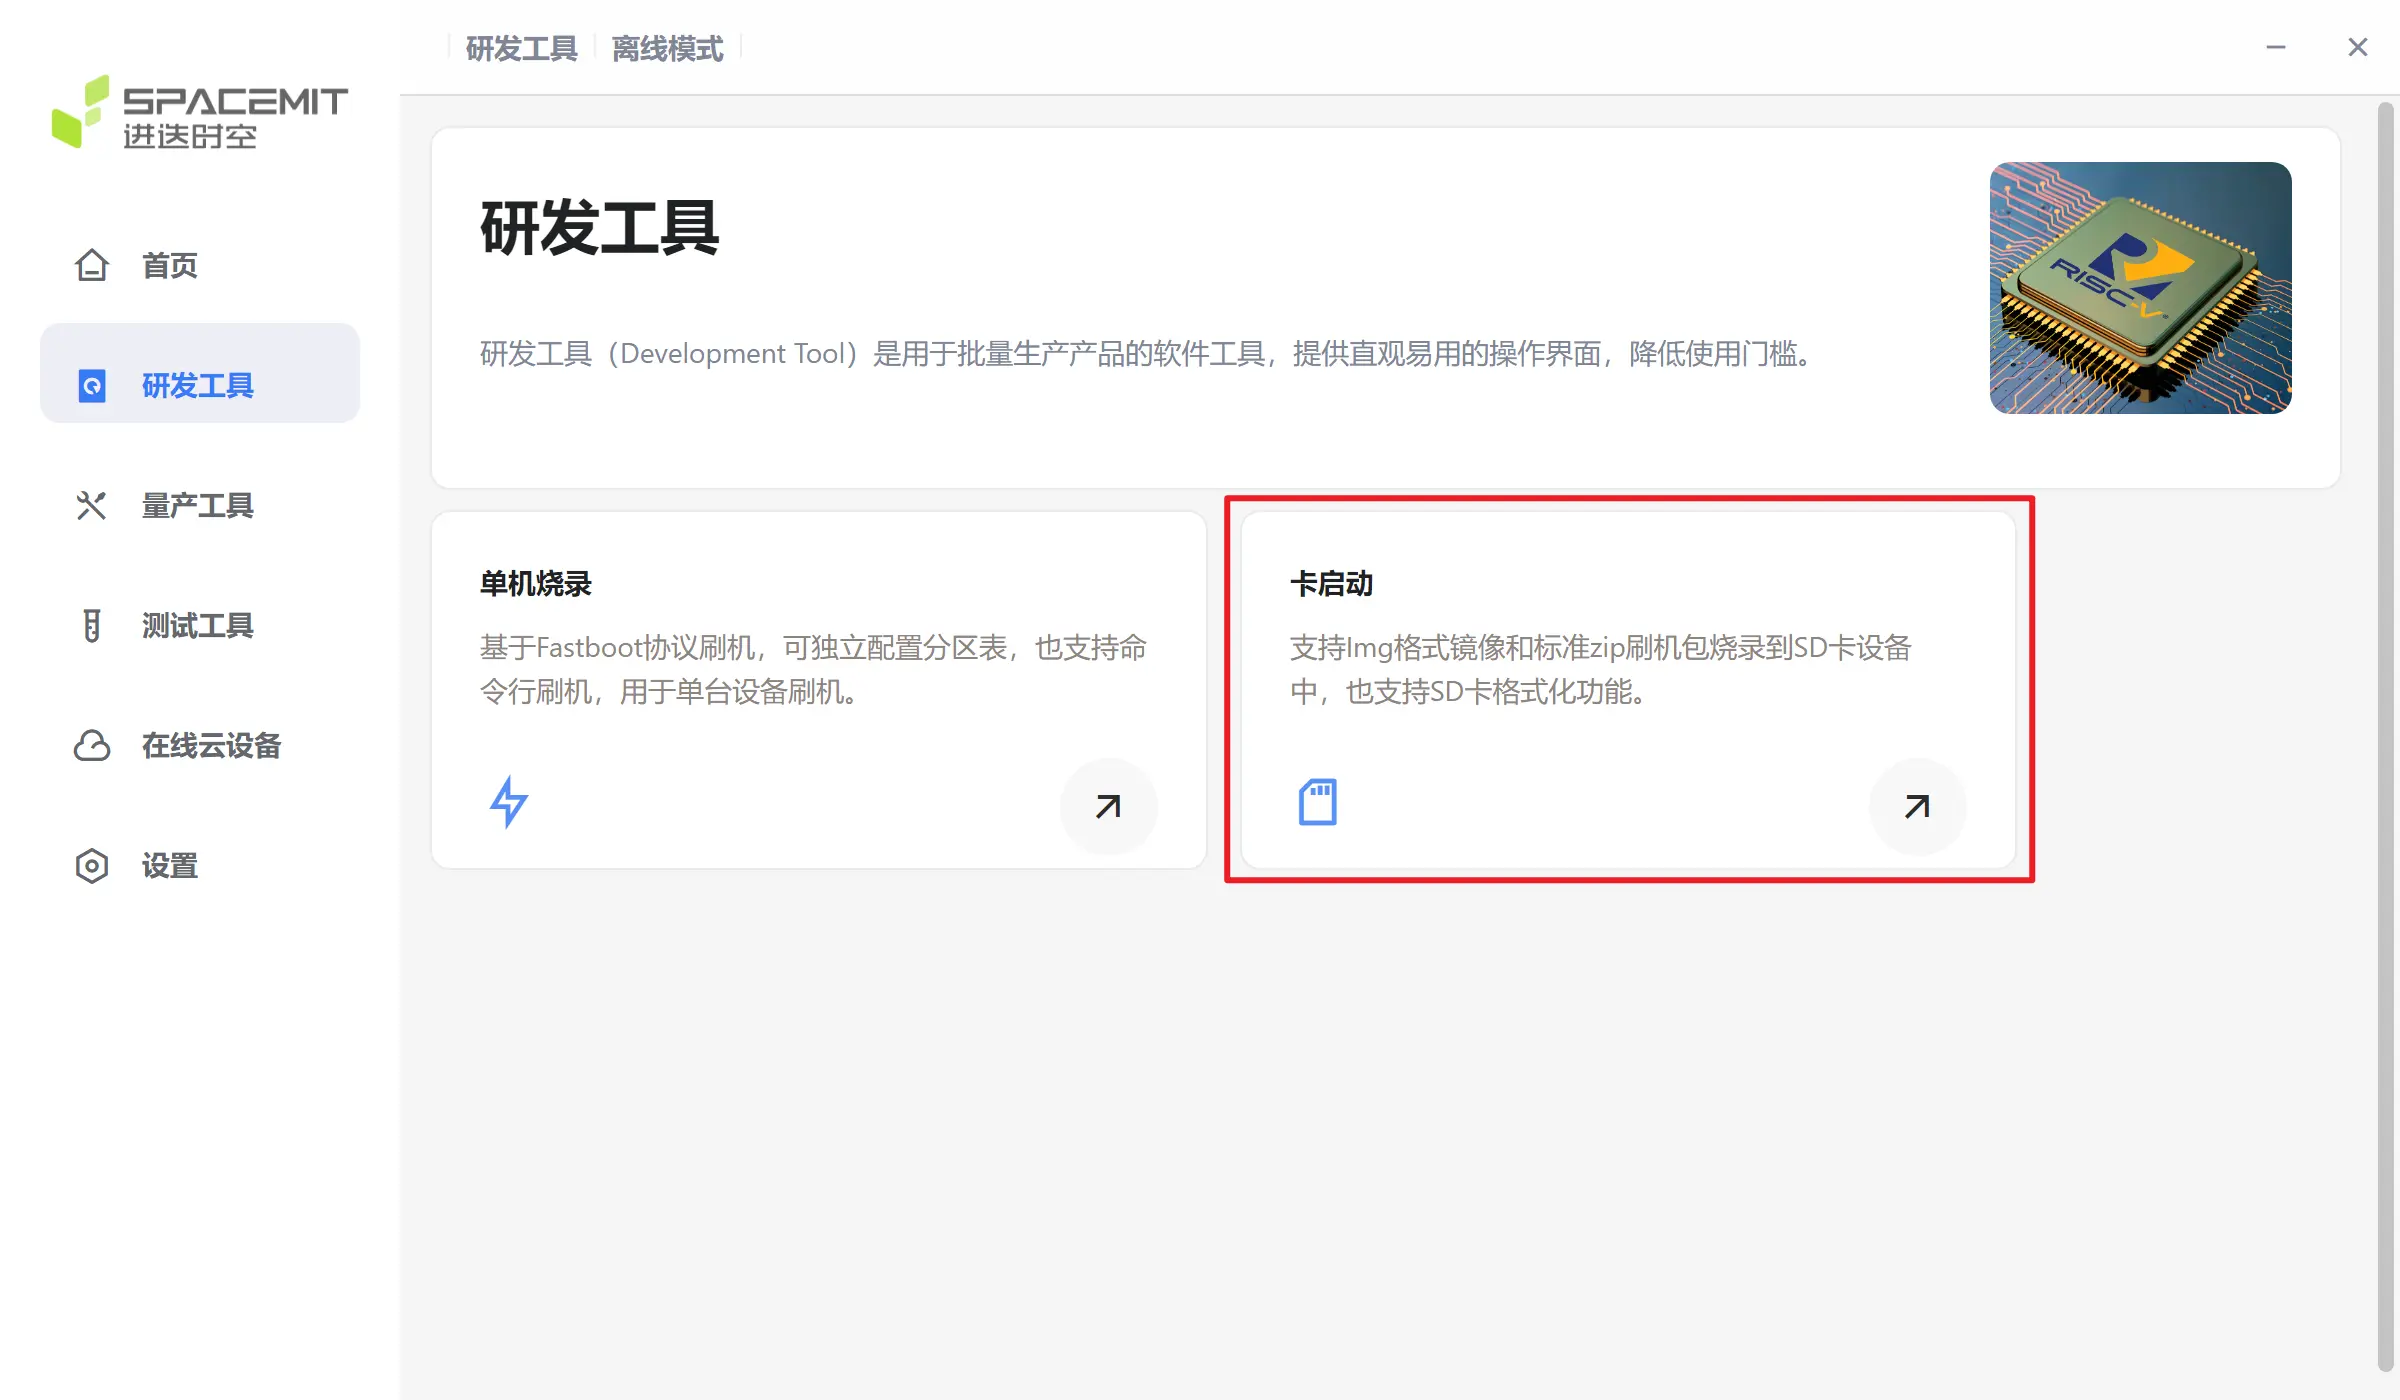 研发工具 离线模式
SPACEMIT
进迭时空
首页
研发工具
量产工具
测试工具
在线云设备
设置
研发工具
研发工具（Development Tool）是用于批量生产产品的软件工具，提供直观易用的操作界面，降低使用门槛。
RISC-V
单机烧录
基于Fastboot协议刷机，可独立配置分区表，也支持命
令行刷机，用于单台设备刷机。
卡启动
支持Img格式镜像和标准zip刷机包烧录到SD卡设备
中，也支持SD卡格式化功能。